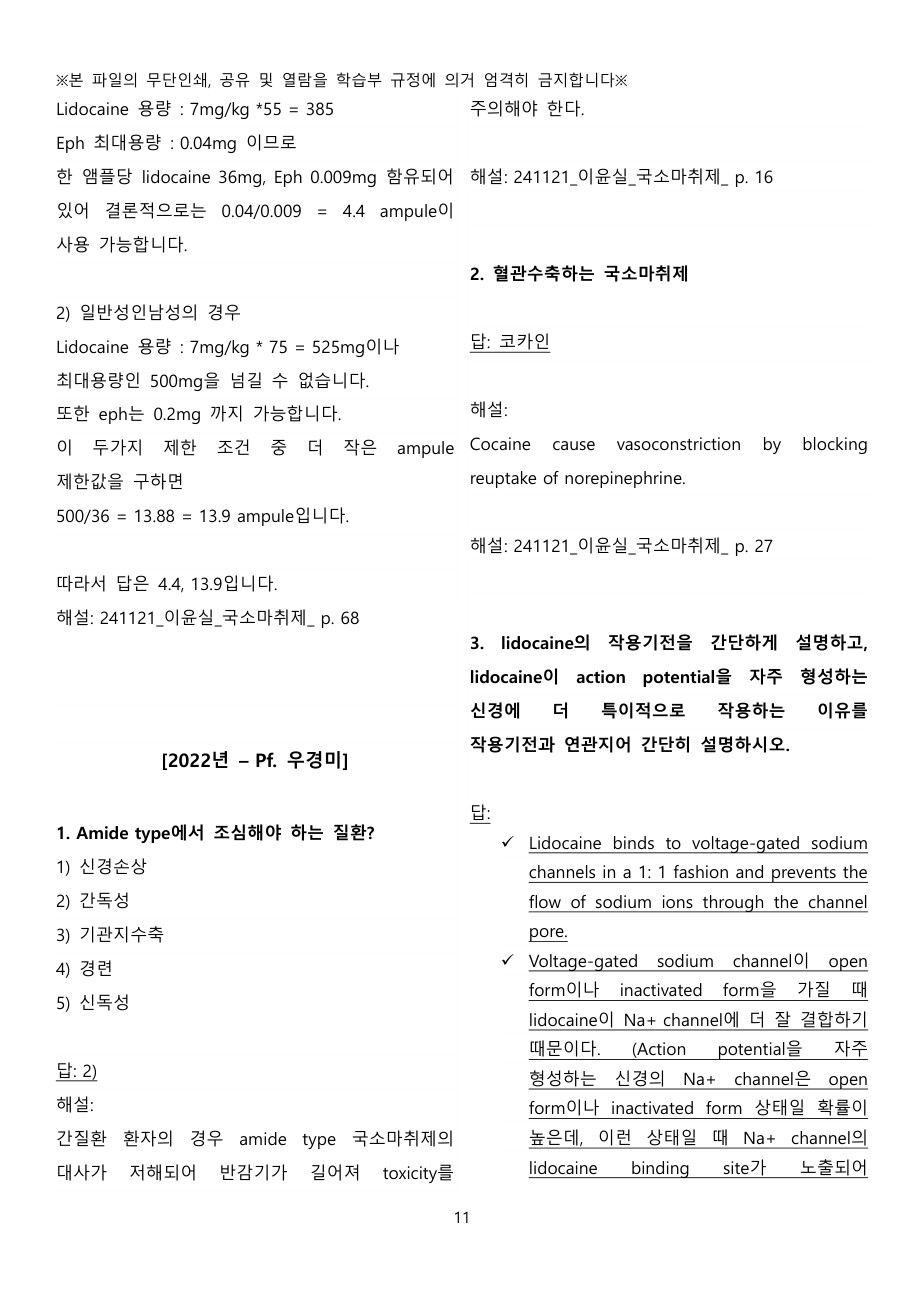 ※본 파일의 무단인쇄, 공유 및 열람을 학습부 규정에 의거 엄격히 금지합니다※
Lidocaine 용량 : 7mg/kg *55 = 385
Eph 최대용량 : 0.04mg 이므로
한 앰플당 lidocaine 36mg, Eph 0.009mg 함유되어
있어 결론적으로는 0.04/0.009 = 4.4 ampule이
사용 가능합니다.
2) 일반성인남성의 경우
Lidocaine 용량 : 7mg/kg * 75 = 525mg이나
최대용량인 500mg을 넘길 수 없습니다.
또한 eph는 0.2mg 까지 가능합니다.
이 두가지 제한 조건 중 더 작은 ampule
제한값을 구하면
500/36 = 13.88 = 13.9 ampule입니다.
따라서 답은 4.4, 13.9입니다.
해설: 241121_이윤실_국소마취제_ p. 68
[2022년 – Pf. 우경미]
1. Amide type에서 조심해야 하는 질환?
1) 신경손상
2) 간독성
3) 기관지수축
4) 경련
5) 신독성
답: 2)
해설:
간질환 환자의 경우 amide type 국소마취제의
대사가 저해되어 반감기가 길어져 toxicity를
주의해야 한다.
해설: 241121_이윤실_국소마취제_ p. 16
2. 혈관수축하는 국소마취제
답: 코카인
해설:
Cocaine cause vasoconstriction by blocking
reuptake of norepinephrine.
해설: 241121_이윤실_국소마취제_ p. 27
3. lidocaine의 작용기전을 간단하게 설명하고,
lidocaine이 action potential을 자주 형성하는
신경에 더 특이적으로 작용하는 이유를
작용기전과 연관지어 간단히 설명하시오.
답:
✓ Lidocaine binds to voltage-gated sodium
channels in a 1: 1 fashion and prevents the
flow of sodium ions through the channel
pore.
✓ Voltage-gated sodium channel이 open
form이나 inactivated form을 가질 때
lidocaine이 Na+ channel에 더 잘 결합하기
때문이다. (Action potential을 자주
형성하는 신경의 Na+ channel은 open
form이나 inactivated form 상태일 확률이
높은데, 이런 상태일 때 Na+ channel의
lidocaine binding site가 노출되어
11